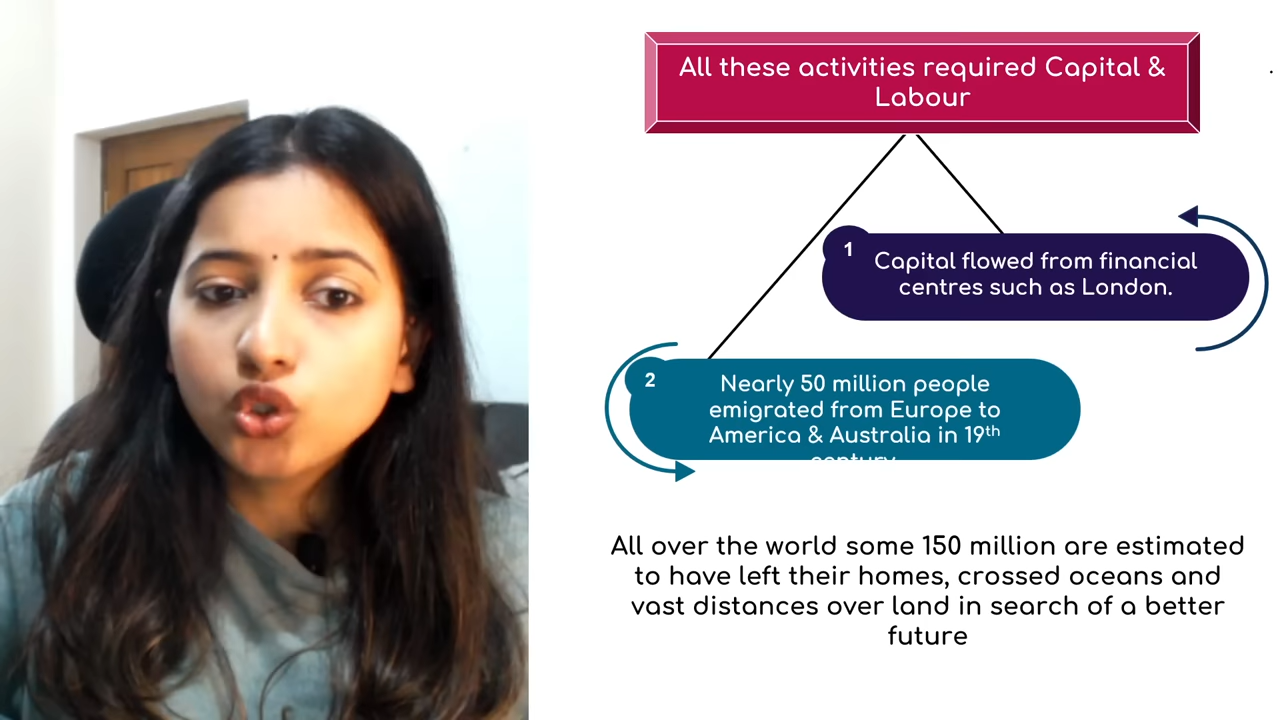 All these activities required Capital &
Labour
1
Capital flowed from financial
centres such as London.
2
Nearly 50 million people
emigrated from Europe to
America & Australia in 19th
century
All over the world some 150 million are estimated
to have left their homes, crossed oceans and
vast distances over land in search of a better
future